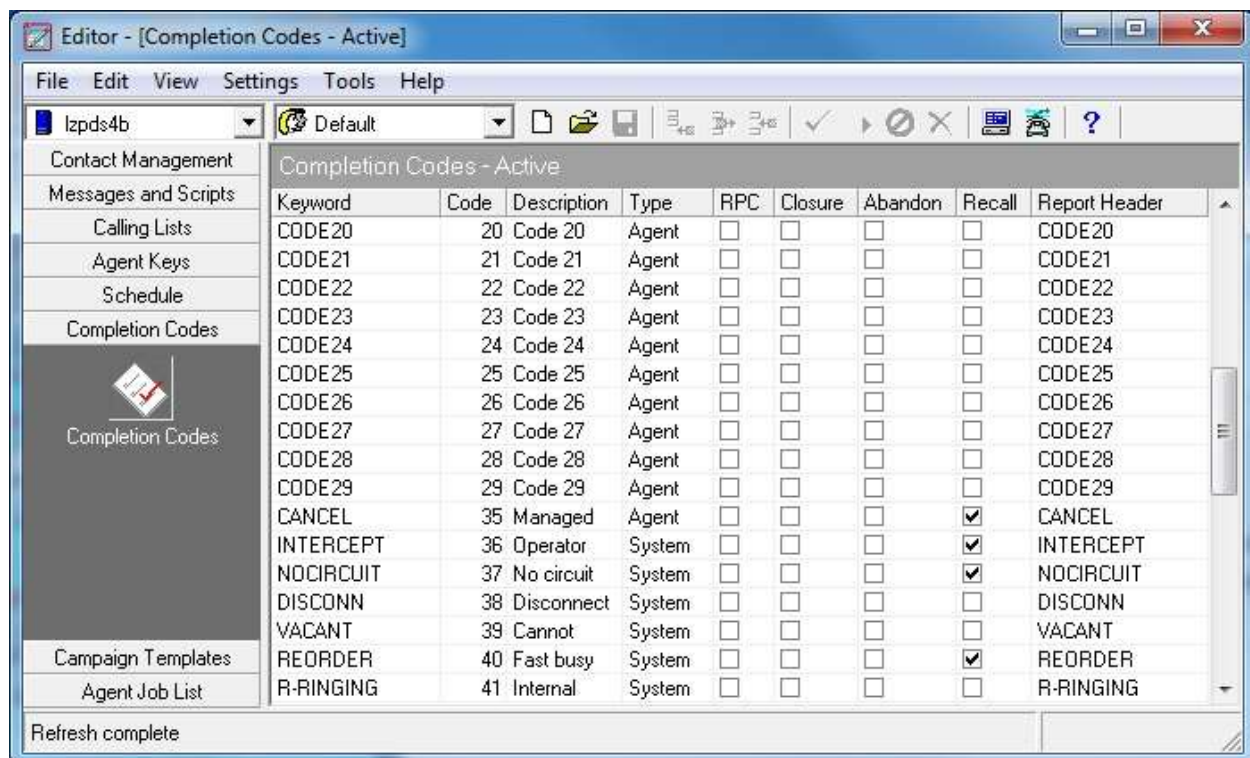 Editor - [Completion Codes - Active]
File Edit View Settings Tools Help
lzpds4b Default ?
Contact Management
Messages and Scripts
Calling Lists
Agent Keys
Schedule
Completion Codes
Completion Codes
Campaign Templates
Agent Job List
Completion Codes - Active
Keyword Code Description Type RPC Closure Abandon Recall Report Header
CODE20 20 Code 20 Agent CODE20
CODE21 21 Code 21 Agent CODE21
CODE22 22 Code 22 Agent CODE22
CODE23 23 Code 23 Agent CODE23
CODE24 24 Code 24 Agent CODE24
CODE25 25 Code 25 Agent CODE25
CODE26 26 Code 26 Agent CODE26
CODE27 27 Code 27 Agent CODE27
CODE28 28 Code 28 Agent CODE28
CODE29 29 Code 29 Agent CODE29
CANCEL 35 Managed Agent CANCEL
INTERCEPT 36 Operator System INTERCEPT
NOCIRCUIT 37 No circuit System NOCIRCUIT
DISCONN 38 Disconnect System DISCONN
VACANT 39 Cannot System VACANT
REORDER 40 Fast busy System REORDER
R-RINGING 41 Internal System R-RINGING
Refresh complete